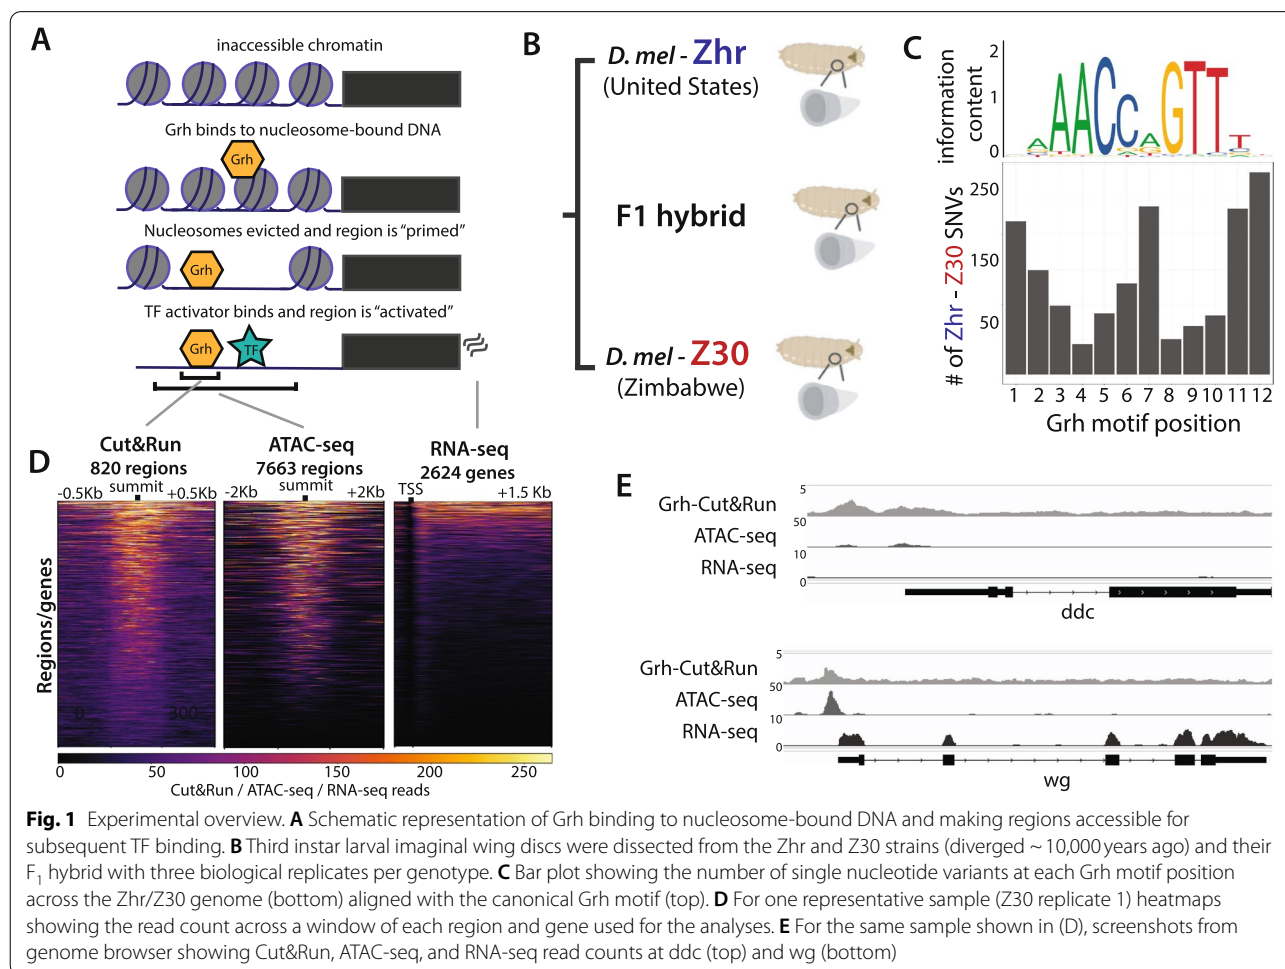 A
inaccessible chromatin
Grh binds to nucleosome-bound DNA
Grh
Nucleosomes evicted and region is "primed"
Grh
TF activator binds and region is "activated"
Grh
TF
B
D. mel - Zhr
(United States)
F1 hybrid
D. mel - Z30
(Zimbabwe)
C
information content
2
1
0
AACCAGTTT
A
# of Zhr - Z30 SNVs
250
150
50
1 2 3 4 5 6 7 8 9 10 11 12
Grh motif position
D
Cut&Run
820 regions
summit
-0.5Kb
+0.5Kb
ATAC-seq
7663 regions
summit
-2Kb
+2Kb
RNA-seq
2624 genes
TSS
+1.5 Kb
Regions/genes
0
300
0 50 100 150 200 250
Cut&Run / ATAC-seq / RNA-seq reads
E
5
Grh-Cut&Run
50
ATAC-seq
10
RNA-seq
0
ddc
5
Grh-Cut&Run
50
ATAC-seq
10
RNA-seq
0
wg
Fig. 1 Experimental overview. A Schematic representation of Grh binding to nucleosome-bound DNA and making regions accessible for
subsequent TF binding. B Third instar larval imaginal wing discs were dissected from the Zhr and Z30 strains (diverged ~ 10,000 years ago) and their
F1 hybrid with three biological replicates per genotype. C Bar plot showing the number of single nucleotide variants at each Grh motif position
across the Zhr/Z30 genome (bottom) aligned with the canonical Grh motif (top). D For one representative sample (Z30 replicate 1) heatmaps
showing the read count across a window of each region and gene used for the analyses. E For the same sample shown in (D), screenshots from
genome browser showing Cut&Run, ATAC-seq, and RNA-seq read counts at ddc (top) and wg (bottom)